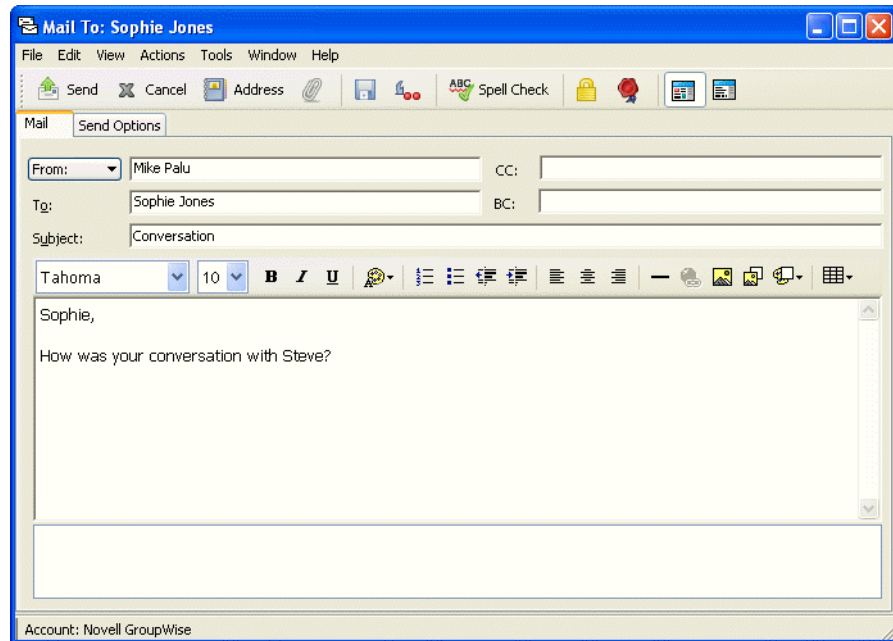 Mail To: Sophie Jones
File Edit View Actions Tools Window Help
Send Cancel Address ABC Spell Check
Mail Send Options
From: Mike Palu CC:
To: Sophie Jones BC:
Subject: Conversation
Tahoma 10 B I U
Sophie,
How was your conversation with Steve?
Account: Novell GroupWise